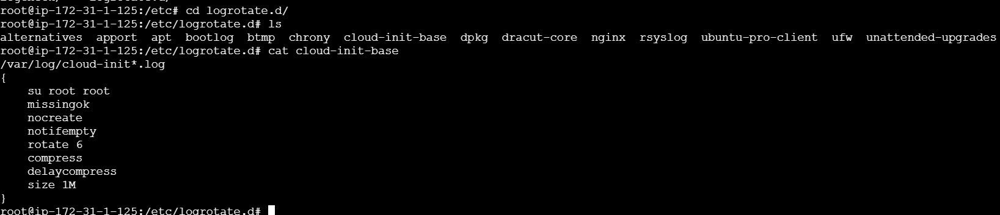 root@ip-172-31-1-125:/etc# cd logrotate.d/
root@ip-172-31-1-125:/etc/logrotate.d# ls
alternatives  apport  apt  bootlog  btmp  chrony  cloud-init-base  dpkg  dracut-core  nginx  rsyslog  ubuntu-pro-client  ufw  unattended-upgrades
root@ip-172-31-1-125:/etc/logrotate.d# cat cloud-init-base
/var/log/cloud-init*.log
{
    su root root
    missingok
    nocreate
    notifempty
    rotate 6
    compress
    delaycompress
    size 1M
}
root@ip-172-31-1-125:/etc/logrotate.d#